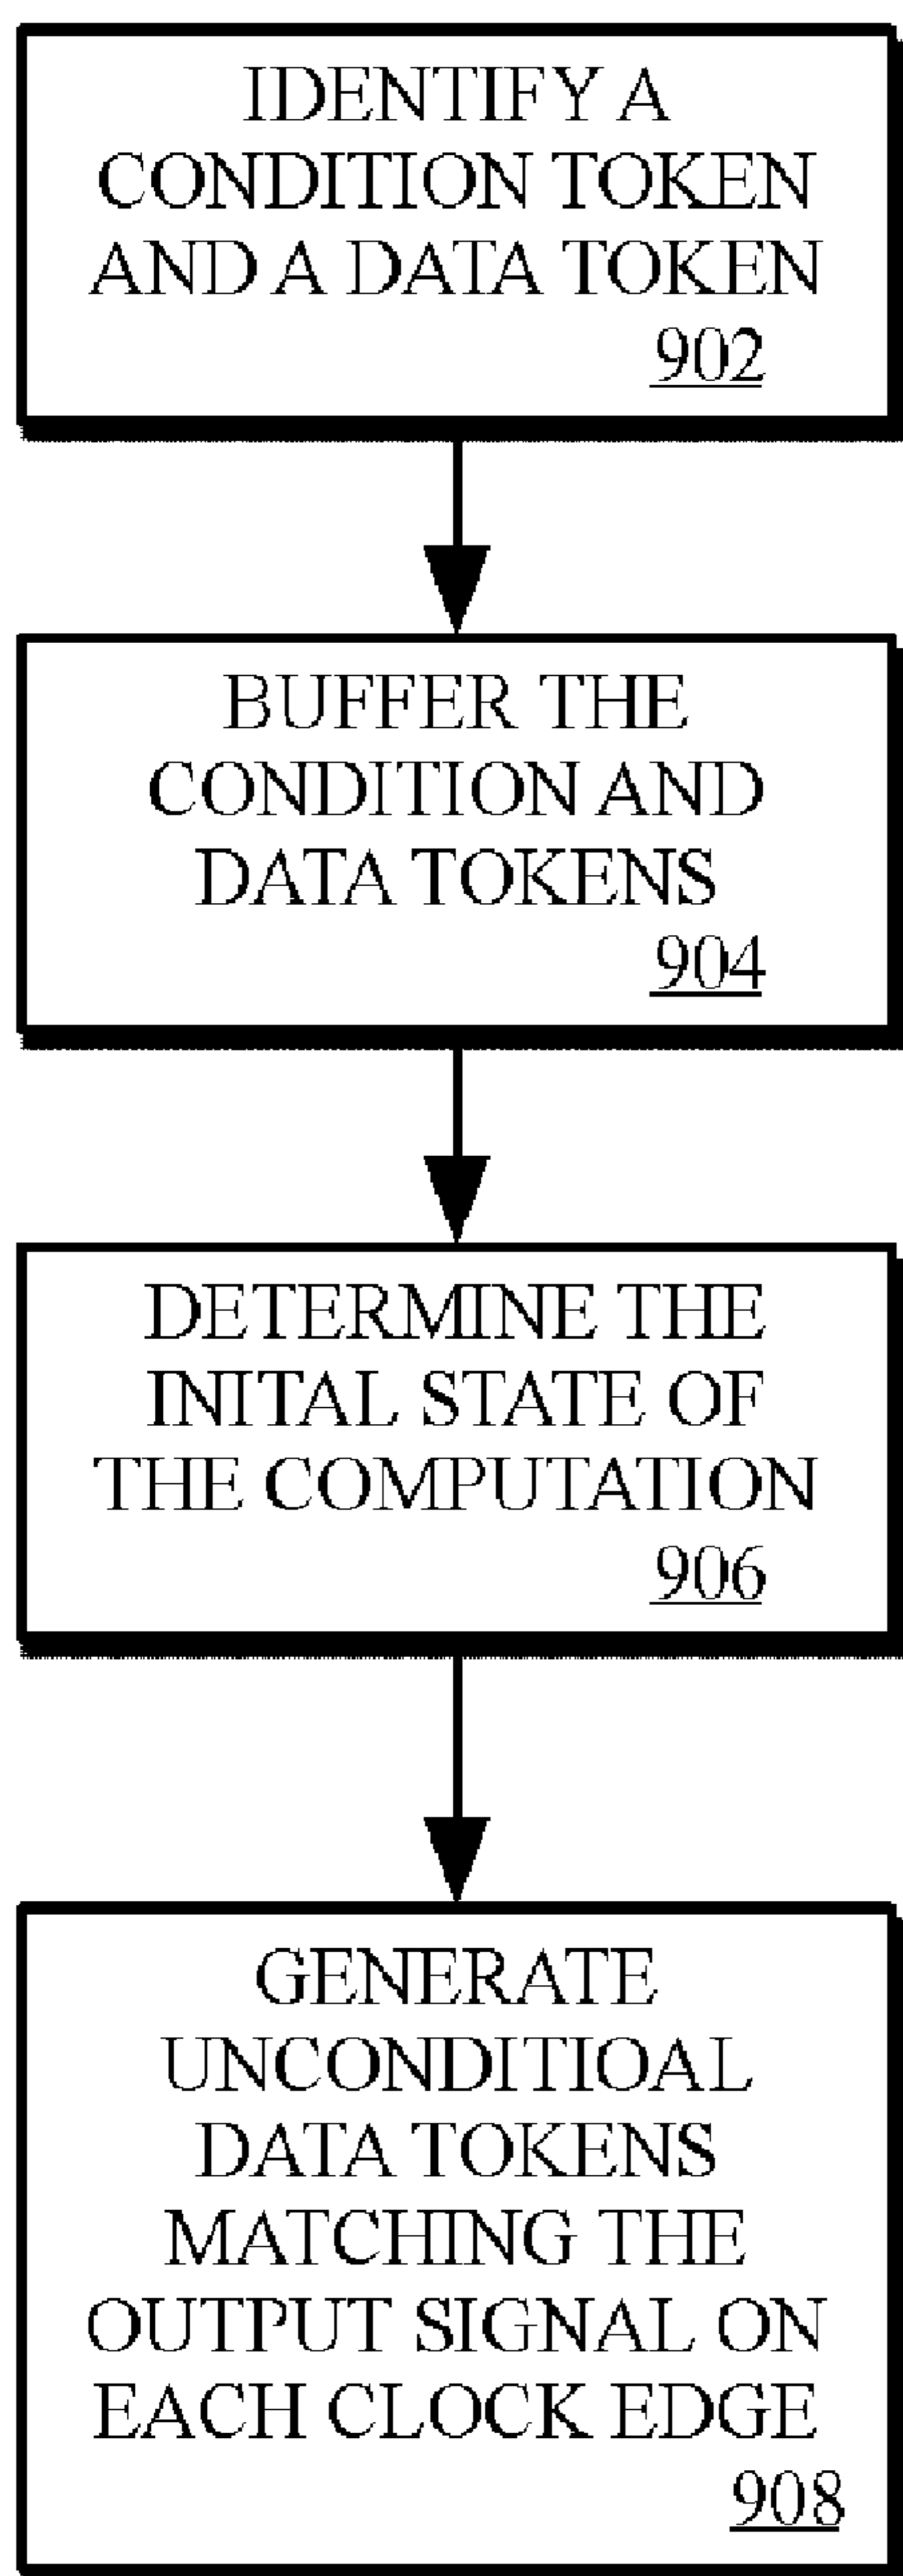 IDENTIFY A
CONDITION TOKEN
AND A DATA TOKEN
902
BUFFER THE
CONDITION AND
DATA TOKENS
904
DETERMINE THE
INITAL STATE OF
THE COMPUTATION
906
GENERATE
UNCONDITIOAL
DATA TOKENS
MATCHING THE
OUTPUT SIGNAL ON
EACH CLOCK EDGE
908